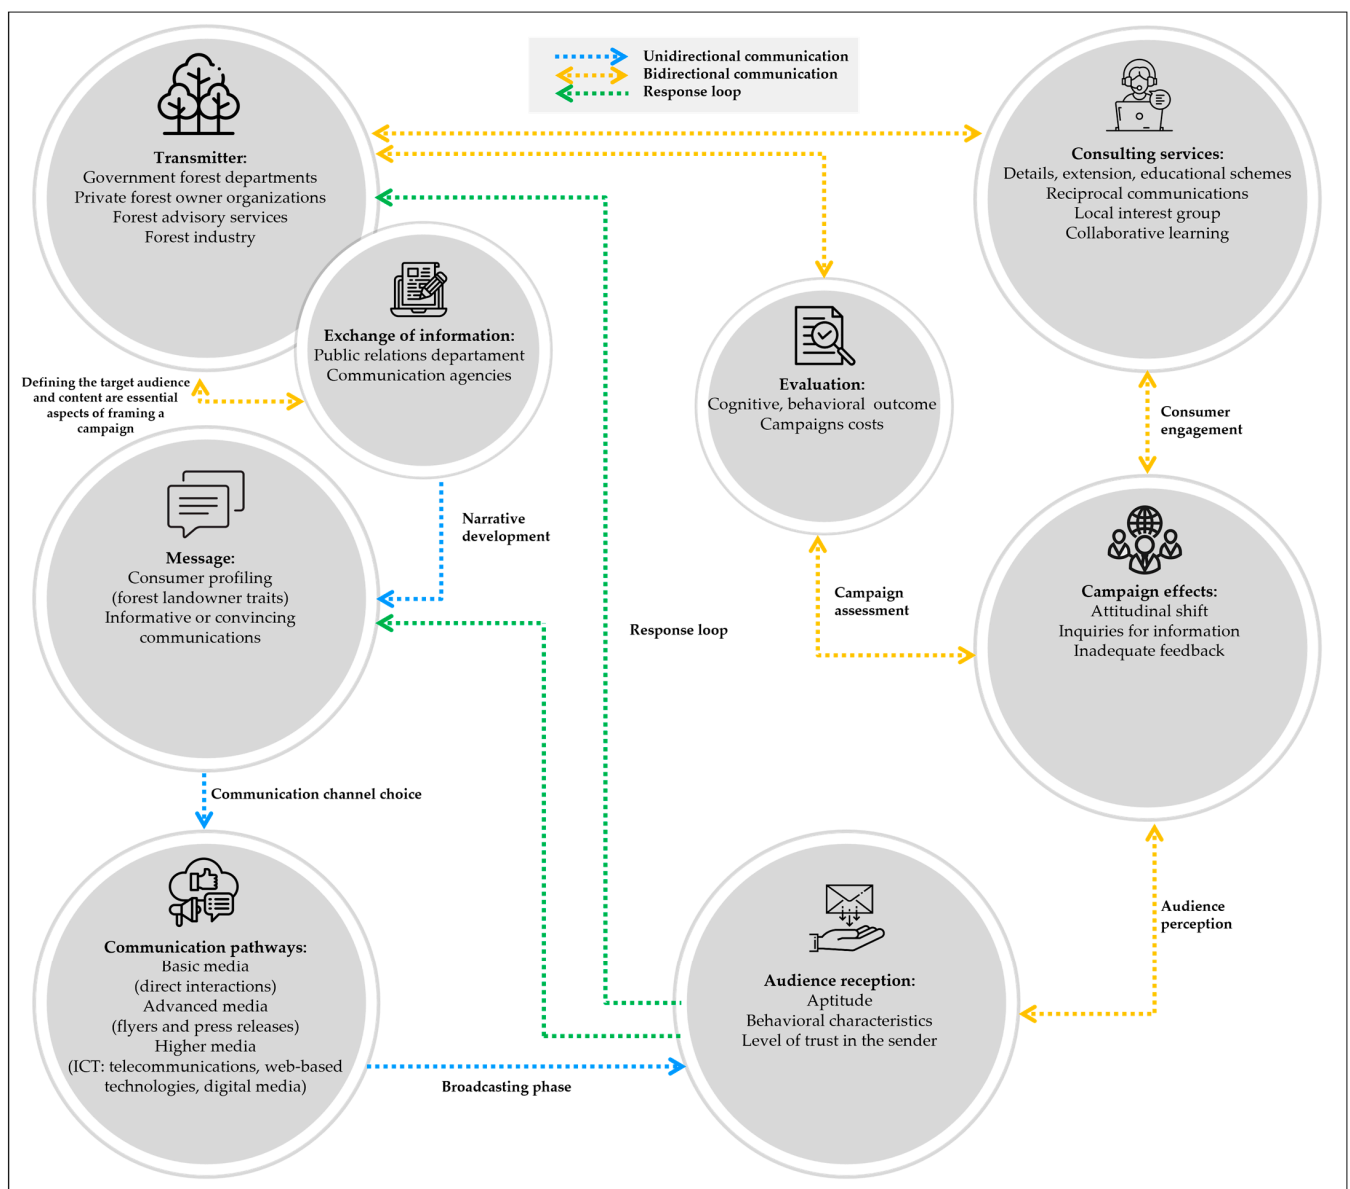 Unidirectional communication
Bidirectional communication
Response loop
Transmitter:
Government forest departments
Private forest owner organizations
Forest advisory services
Forest industry
Consulting services:
Details, extension, educational schemes
Reciprocal communications
Local interest group
Collaborative learning
Exchange of information:
Public relations departament
Communication agencies
Defining the target audience
and content are essential
aspects of framing a
campaign
Evaluation:
Cognitive, behavioral outcome
Campaigns costs
Consumer
engagement
Narrative
development
Message:
Consumer profiling
(forest landowner traits)
Informative or convincing
communications
Response loop
Campaign
assessment
Campaign effects:
Attitudinal shift
Inquiries for information
Inadequate feedback
Communication channel choice
Communication pathways:
Basic media
(direct interactions)
Advanced media
(flyers and press releases)
Higher media
(ICT: telecommunications, web-based
technologies, digital media)
Broadcasting phase
Audience reception:
Aptitude
Behavioral characteristics
Level of trust in the sender
Audience
perception